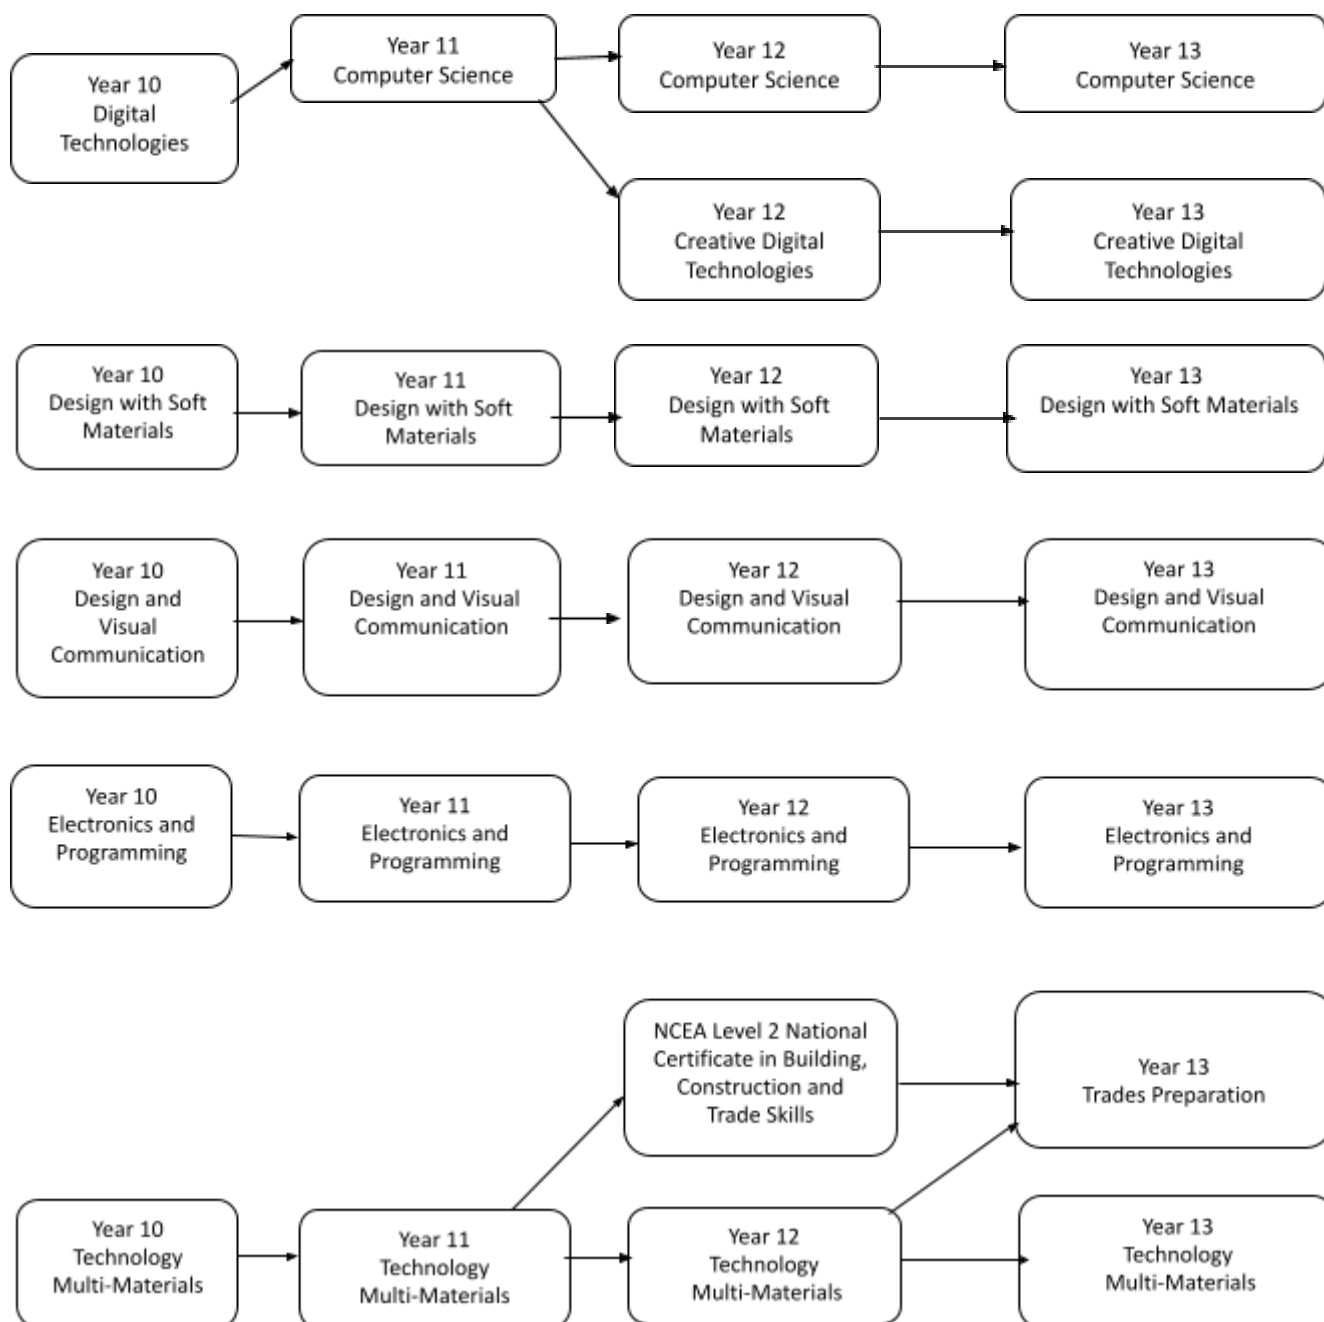 Year 10
Digital
Technologies
Year 11
Computer Science
Year 12
Computer Science
Year 13
Computer Science
Year 12
Creative Digital
Technologies
Year 13
Creative Digital
Technologies
Year 10
Design with Soft
Materials
Year 11
Design with Soft
Materials
Year 12
Design with Soft
Materials
Year 13
Design with Soft Materials
Year 10
Design and
Visual
Communication
Year 11
Design and Visual
Communication
Year 12
Design and Visual
Communication
Year 13
Design and Visual
Communication
Year 10
Electronics and
Programming
Year 11
Electronics and
Programming
Year 12
Electronics and
Programming
Year 13
Electronics and
Programming
NCEA Level 2 National
Certificate in Building,
Construction and
Trade Skills
Year 13
Trades Preparation
Year 10
Technology
Multi-Materials
Year 11
Technology
Multi-Materials
Year 12
Technology
Multi-Materials
Year 13
Technology
Multi-Materials